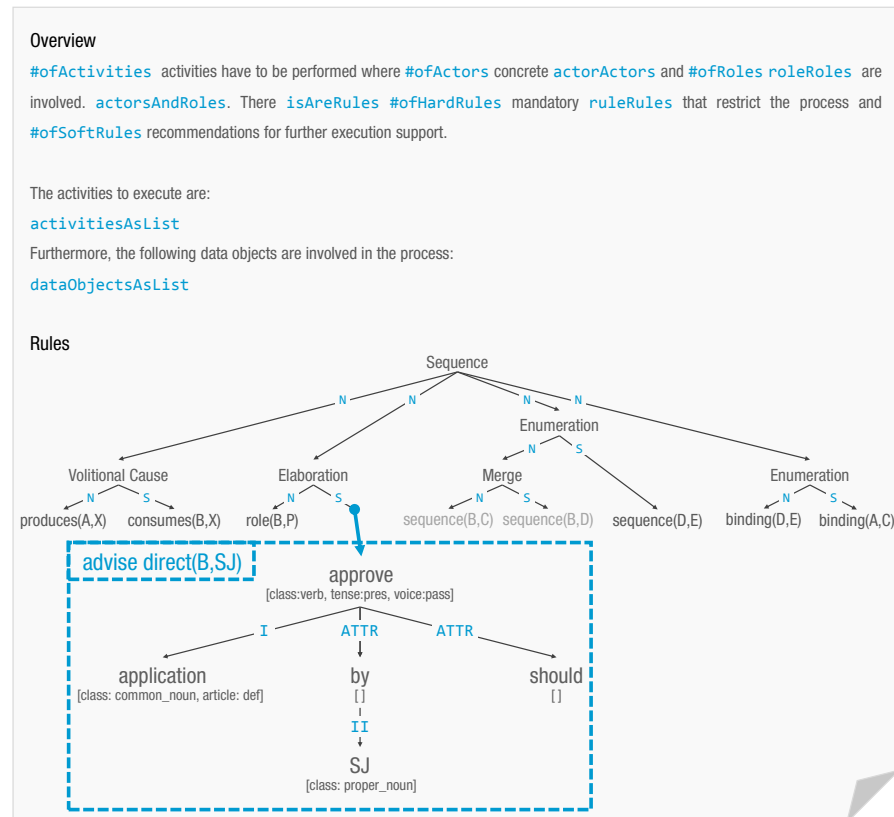 Overview
#ofActivities activities have to be performed where #ofActors concrete actorActors and #ofRoles roleRoles are
involved. actorsAndRoles. There isAreRules #ofHardRules mandatory ruleRules that restrict the process and
#ofSoftRules recommendations for further execution support.
The activities to execute are:
activitiesAsList
Furthermore, the following data objects are involved in the process:
dataObjectsAsList
Rules
Sequence
N N N N
Enumeration
N S
Volitional Cause Elaboration Merge Enumeration
N S N S N S N S
produces(A,X) consumes(B,X) role(B,P) sequence(B,C) sequence(B,D) sequence(D,E) binding(D,E) binding(A,C)
advise direct(B,SJ)
approve
[class:verb, tense:pres, voice:pass]
I ATTR ATTR
application by should
[class: common_noun, article: def] [ ] [ ]
II
SJ
[class: proper_noun]